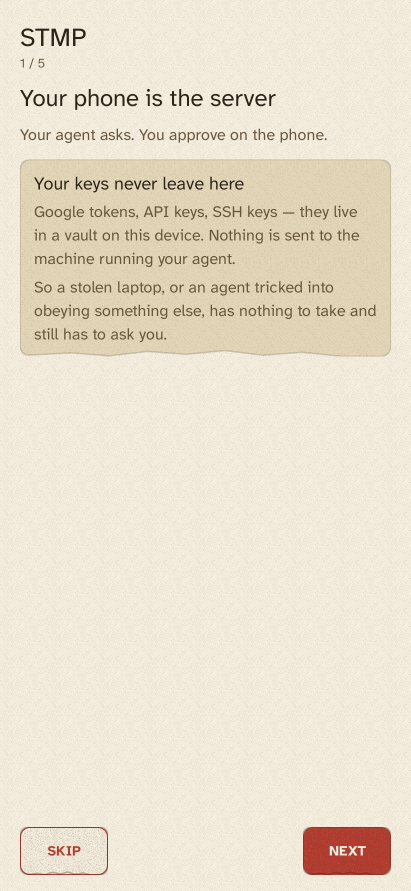 STMP
1 / 5
Your phone is the server
Your agent asks. You approve on the phone.
Your keys never leave here
Google tokens, API keys, SSH keys — they live
in a vault on this device. Nothing is sent to the
machine running your agent.
So a stolen laptop, or an agent tricked into
obeying something else, has nothing to take and
still has to ask you.
SKIP
NEXT